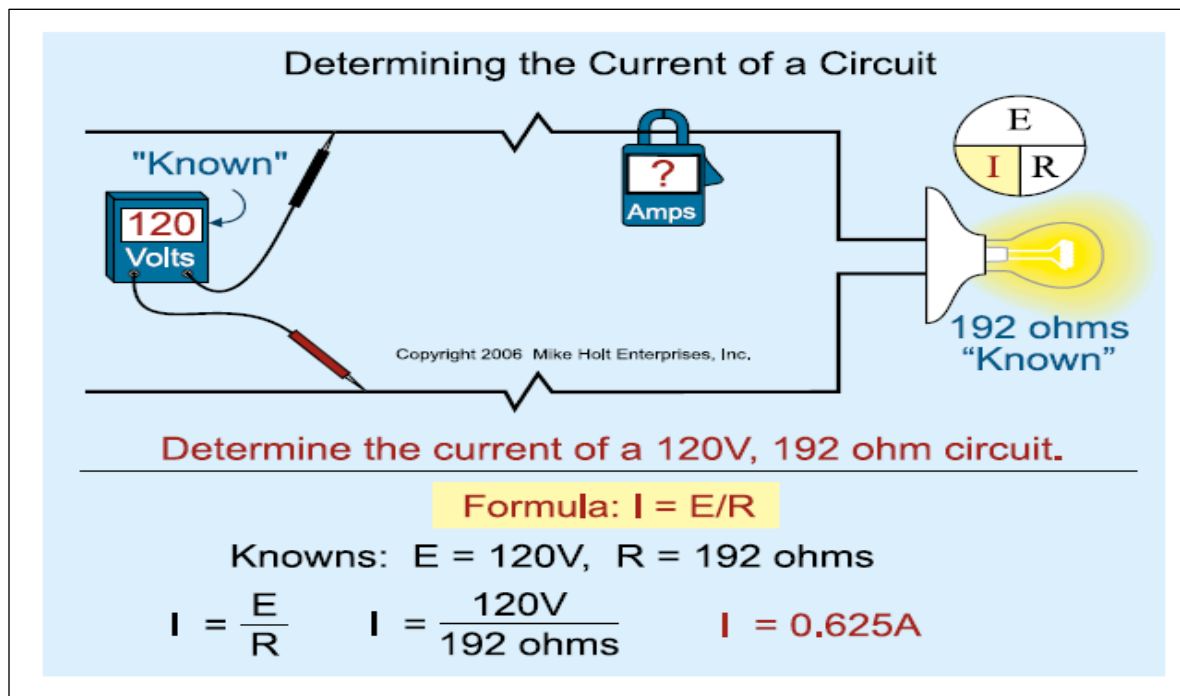 Determining the Current of a Circuit
E
I R
"Known"
120
Volts
?
Amps
192 ohms
“Known”
Copyright 2006 Mike Holt Enterprises, Inc.
Determine the current of a 120V, 192 ohm circuit.
Formula: I = E/R
Knowns: E = 120V, R = 192 ohms
I = E/R I = 120V/192 ohms I = 0.625A